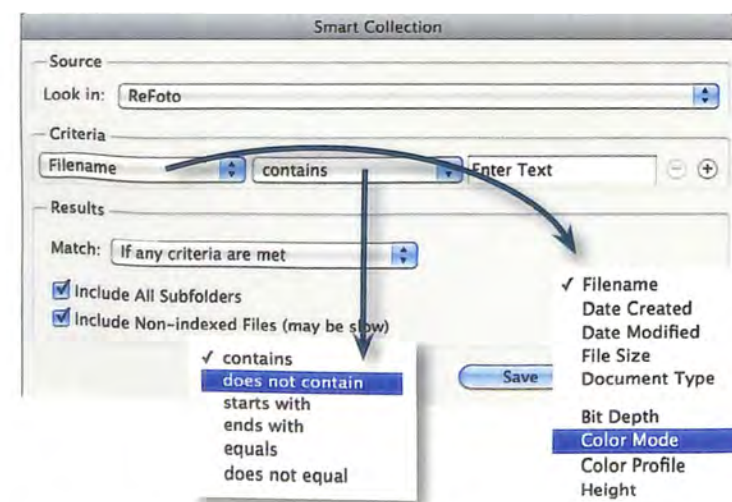 Smart Collection
Source
Look in: ReFoto
Criteria
Filename contains Enter Text
Results
Match: If any criteria are met
Include All Subfolders
Include Non-indexed Files (may be slow)
✓ contains
does not contain
starts with
ends with
equals
does not equal
Save
✓ Filename
Date Created
Date Modified
File Size
Document Type
Bit Depth
Color Mode
Color Profile
Height